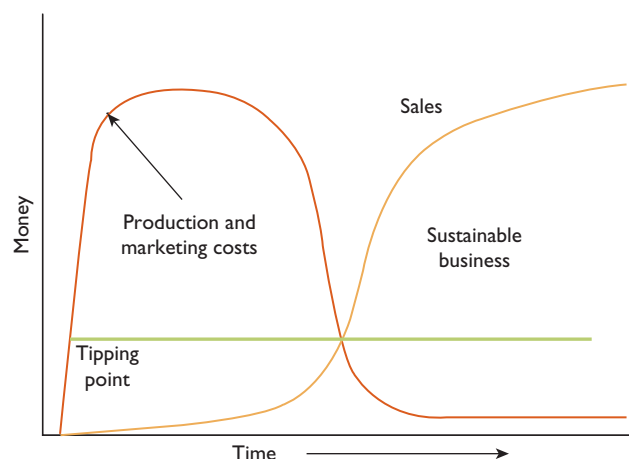 Sales
Production and
marketing costs
Sustainable
business
Money
Tipping
point
Time